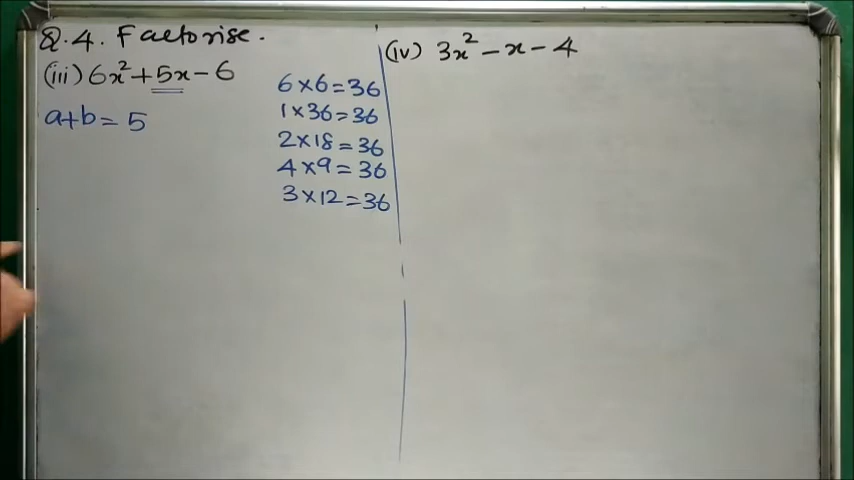 Q.4. Factorise.
(iii) 6x² + 5x - 6
a+b = 5
6 × 6 = 36
1 × 36 = 36
2 × 18 = 36
4 × 9 = 36
3 × 12 = 36
(iv) 3x² - x - 4